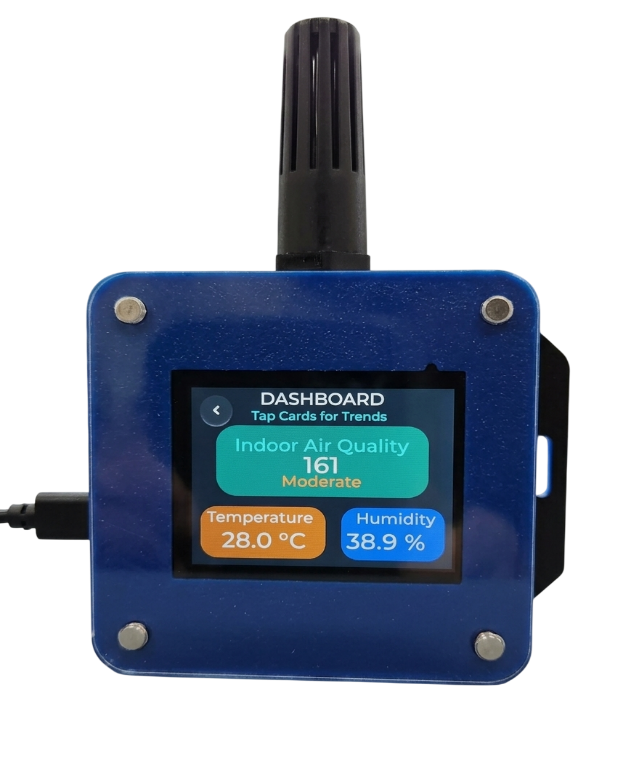 DASHBOARD
Tap Cards for Trends
Indoor Air Quality
161
Moderate
Temperature
28.0 °C
Humidity
38.9 %